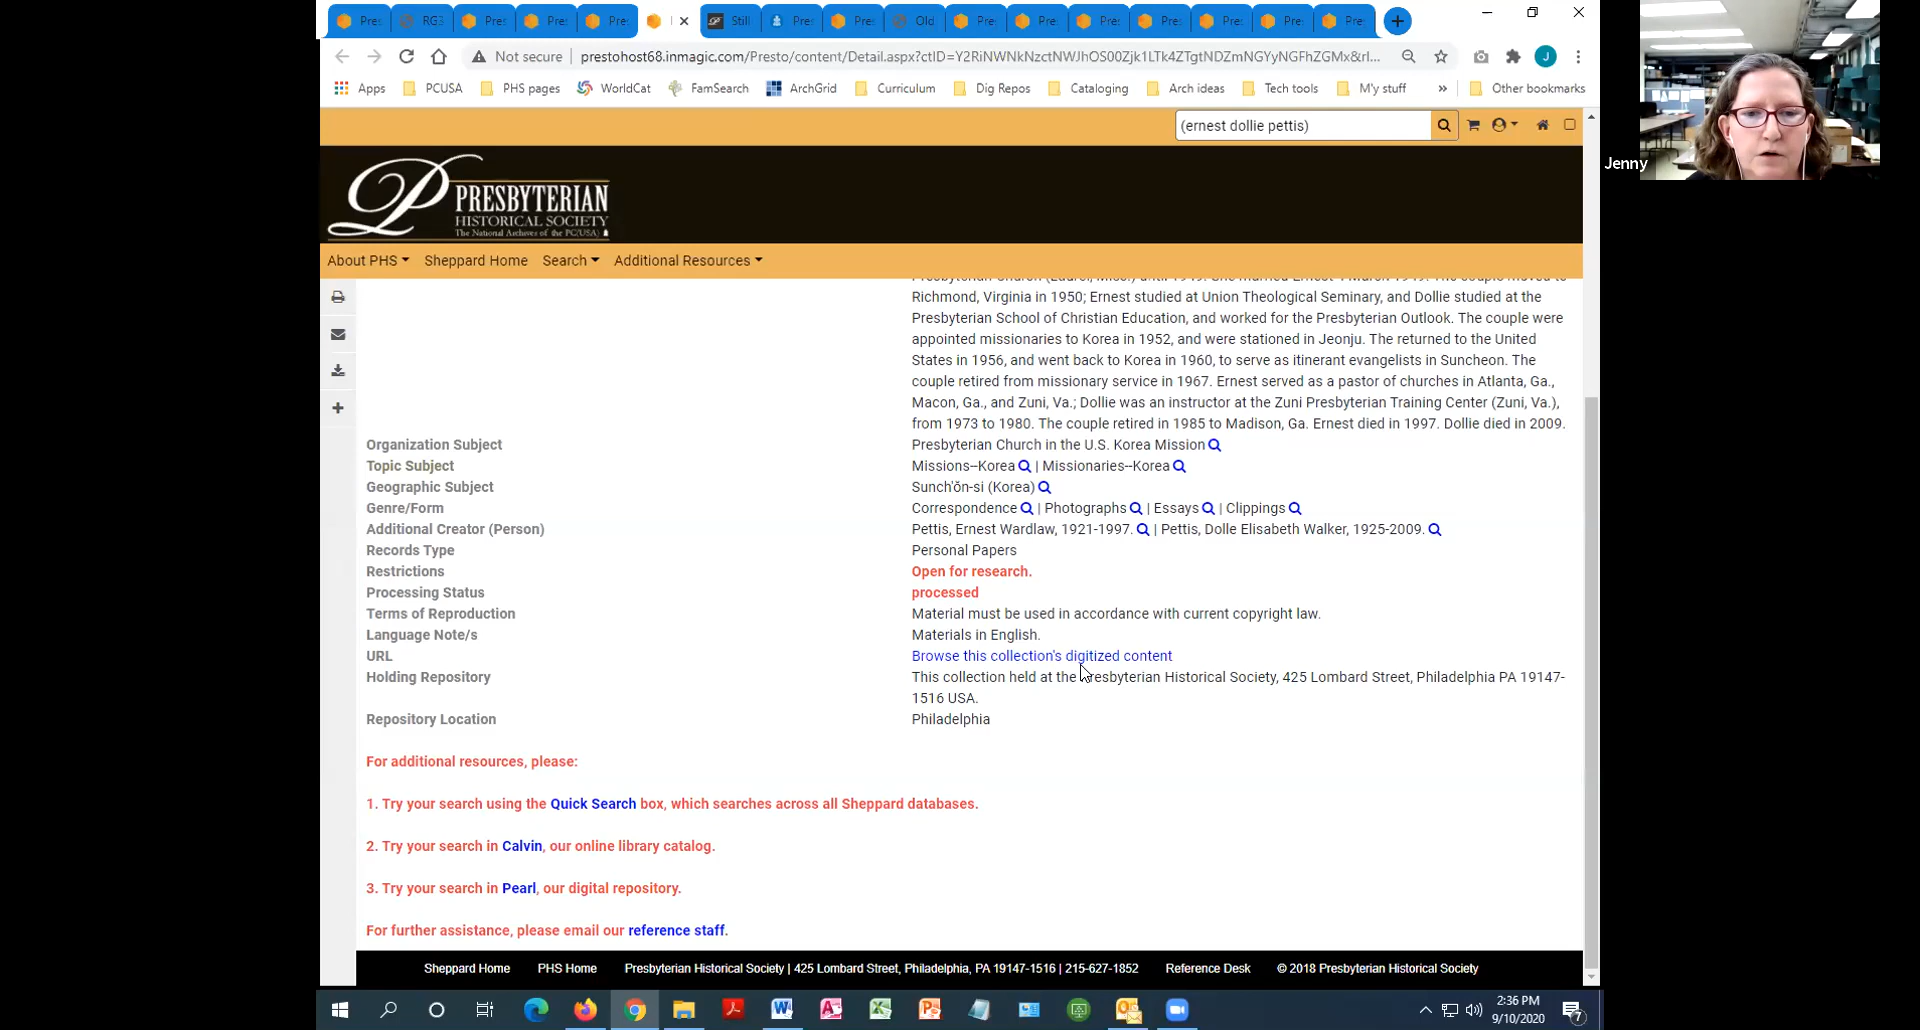 Pres
RG3
Pres
Pres
Pres
Still
Pres
Pres
Old
Pres
Pres
Pres
Pres
Pres
Pres
Pres
Not secure
prestohost68.inmagic.com/Presto/content/Detail.aspx?ctID=Y2RiNWNkNzctNWJhOS00Zjk1LTk4ZTgtNDZmNGYyNGFhZGMx&rl...
J
Apps
PCUSA
PHS pages
WorldCat
FamSearch
ArchGrid
Curriculum
Dig Repos
Cataloging
Arch ideas
Tech tools
M'y stuff
»
Other bookmarks
(ernest dollie pettis)
Jenny
PRESBYTERIAN
HISTORICAL SOCIETY
The National Archives of the PC(USA)
About PHS
Sheppard Home
Search
Additional Resources
Richmond, Virginia in 1950; Ernest studied at Union Theological Seminary, and Dollie studied at the
Presbyterian School of Christian Education, and worked for the Presbyterian Outlook. The couple were
appointed missionaries to Korea in 1952, and were stationed in Jeonju. The returned to the United
States in 1956, and went back to Korea in 1960, to serve as itinerant evangelists in Suncheon. The
couple retired from missionary service in 1967. Ernest served as a pastor of churches in Atlanta, Ga.,
Macon, Ga., and Zuni, Va.; Dollie was an instructor at the Zuni Presbyterian Training Center (Zuni, Va.),
from 1973 to 1980. The couple retired in 1985 to Madison, Ga. Ernest died in 1997. Dollie died in 2009.
Organization Subject Presbyterian Church in the U.S. Korea Mission
Topic Subject Missions--Korea | Missionaries--Korea
Geographic Subject Sunch'ŏn-si (Korea)
Genre/Form Correspondence | Photographs | Essays | Clippings
Additional Creator (Person) Pettis, Ernest Wardlaw, 1921-1997. | Pettis, Dolle Elisabeth Walker, 1925-2009.
Records Type Personal Papers
Restrictions Open for research.
Processing Status processed
Terms of Reproduction Material must be used in accordance with current copyright law.
Language Note/s Materials in English.
URL Browse this collection's digitized content
Holding Repository This collection held at the Presbyterian Historical Society, 425 Lombard Street, Philadelphia PA 19147-
1516 USA.
Repository Location Philadelphia
For additional resources, please:
1. Try your search using the Quick Search box, which searches across all Sheppard databases.
2. Try your search in Calvin, our online library catalog.
3. Try your search in Pearl, our digital repository.
For further assistance, please email our reference staff.
Sheppard Home
PHS Home
Presbyterian Historical Society | 425 Lombard Street, Philadelphia, PA 19147-1516 | 215-627-1852
Reference Desk
© 2018 Presbyterian Historical Society
2:36 PM
9/10/2020
7